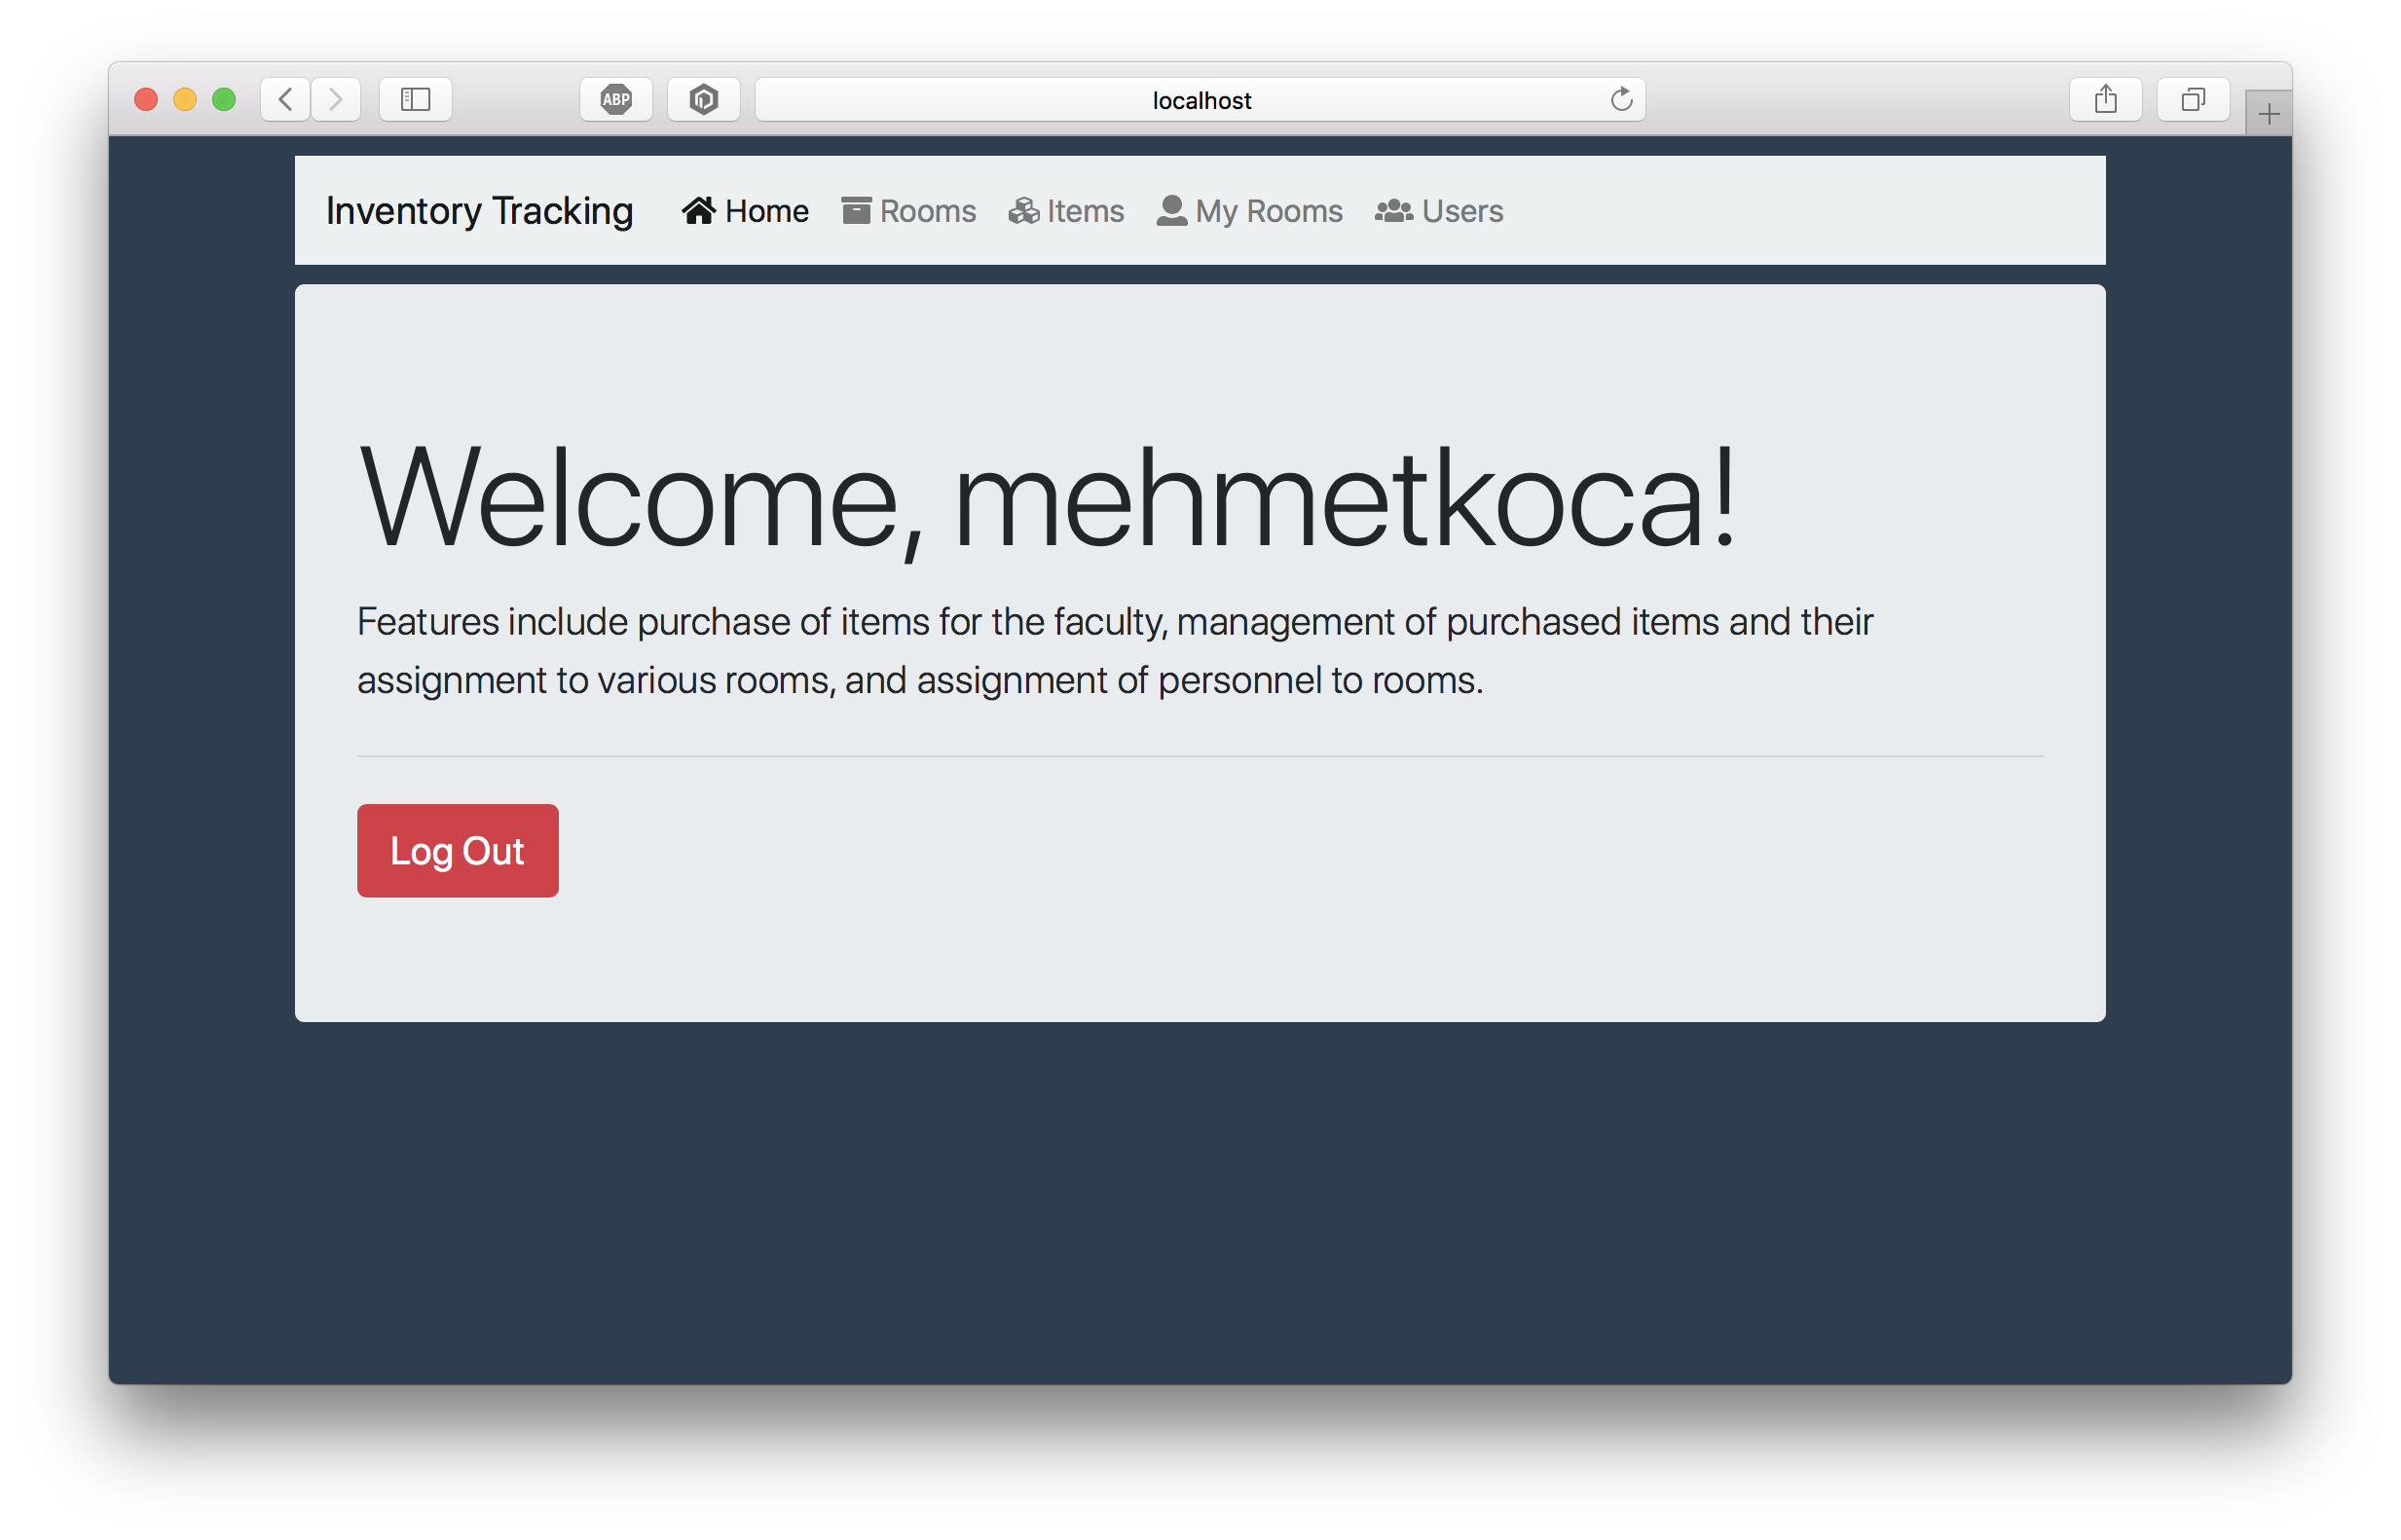 ABP
localhost
Inventory Tracking Home Rooms Items My Rooms Users
Welcome, mehmetkoca!
Features include purchase of items for the faculty, management of purchased items and their
assignment to various rooms, and assignment of personnel to rooms.
Log Out